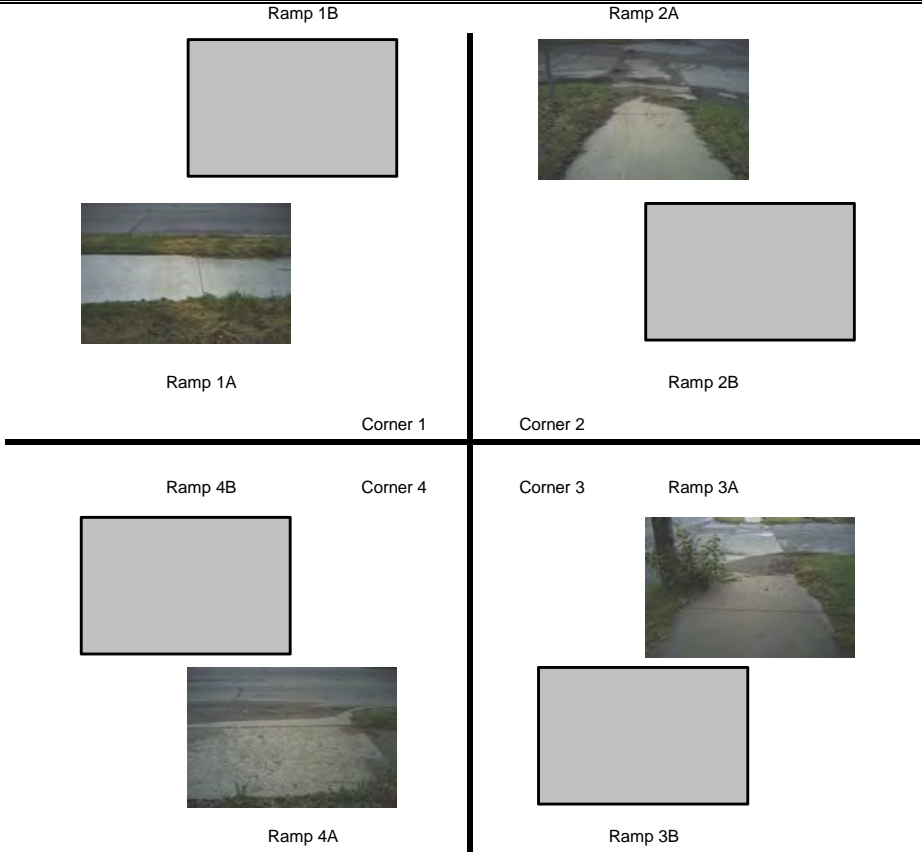 Ramp 1B Ramp 2A
Ramp 1A Ramp 2B
Corner 1 Corner 2
Ramp 4B Corner 4 Corner 3 Ramp 3A
Ramp 4A Ramp 3B